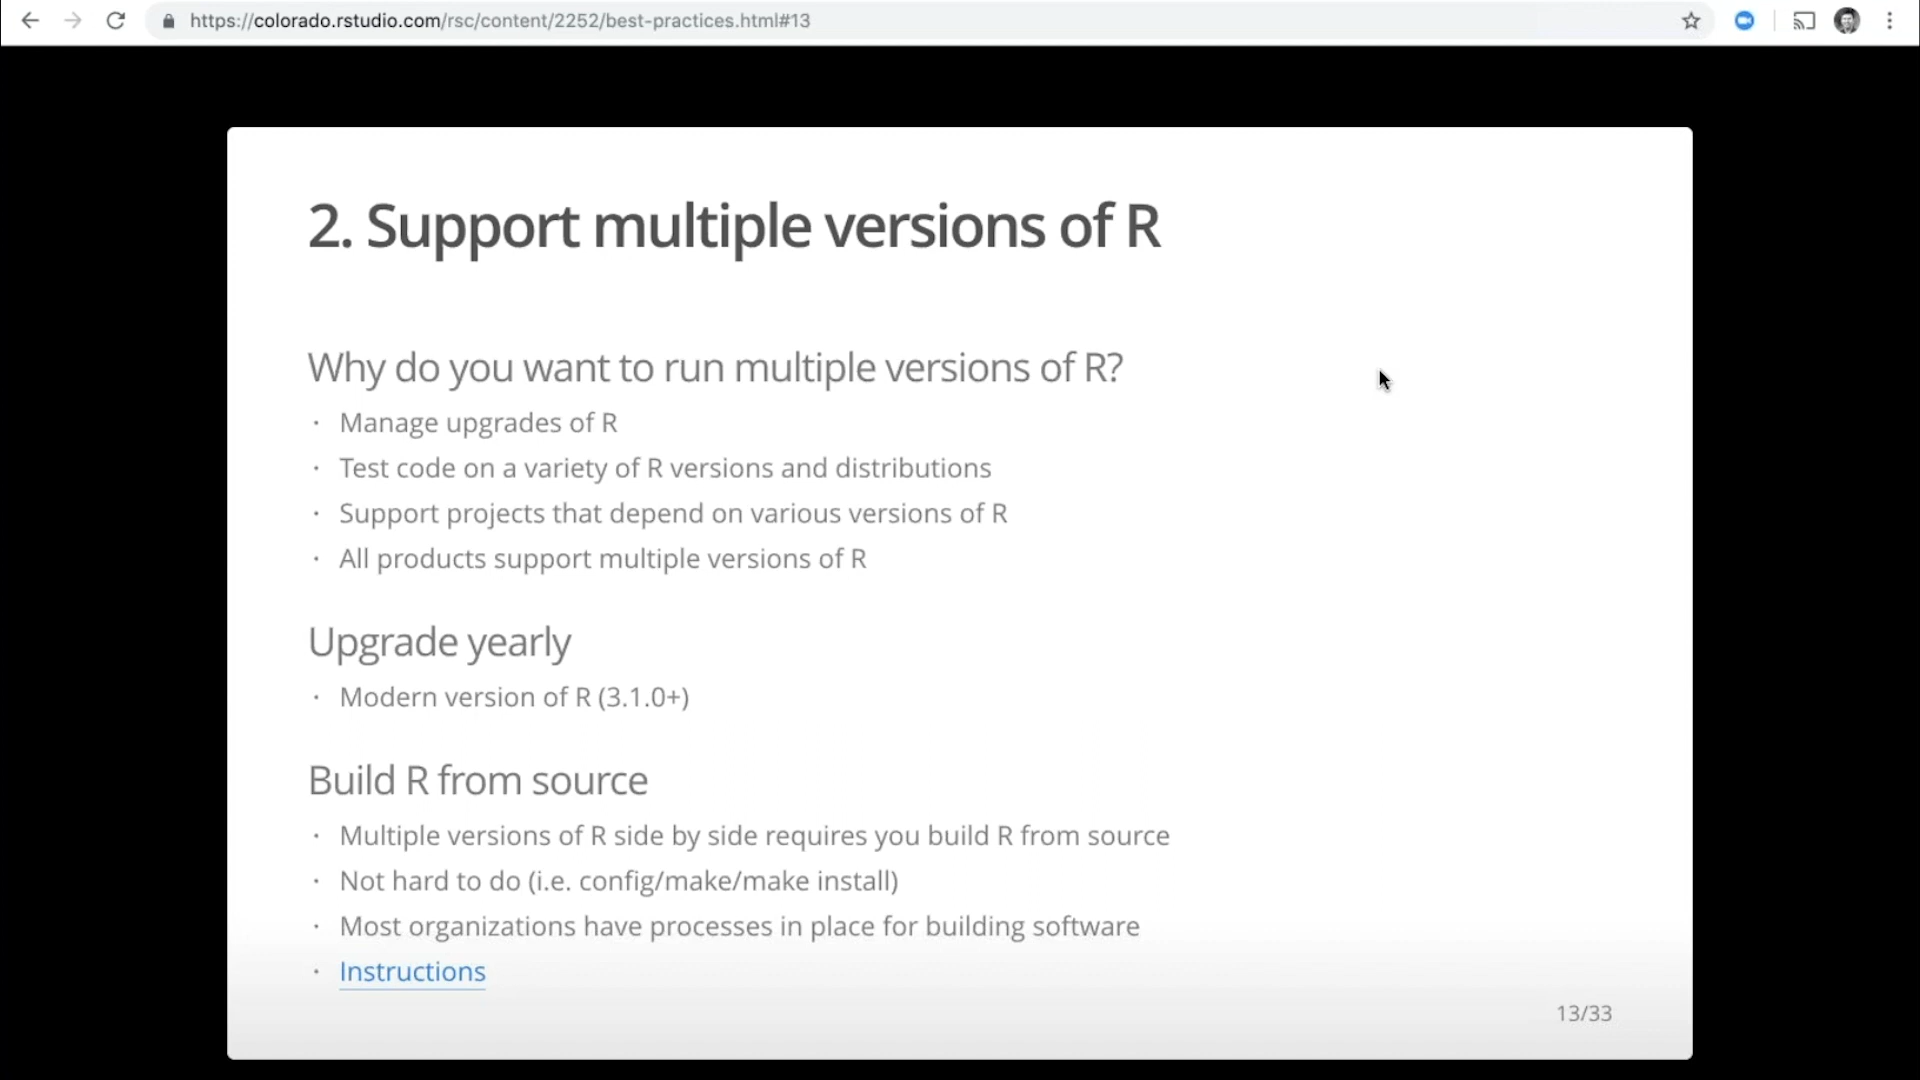 https://colorado.rstudio.com/rsc/content/2252/best-practices.html#13
2. Support multiple versions of R
Why do you want to run multiple versions of R?
· Manage upgrades of R
· Test code on a variety of R versions and distributions
· Support projects that depend on various versions of R
· All products support multiple versions of R
Upgrade yearly
· Modern version of R (3.1.0+)
Build R from source
· Multiple versions of R side by side requires you build R from source
· Not hard to do (i.e. config/make/make install)
· Most organizations have processes in place for building software
· Instructions
13/33